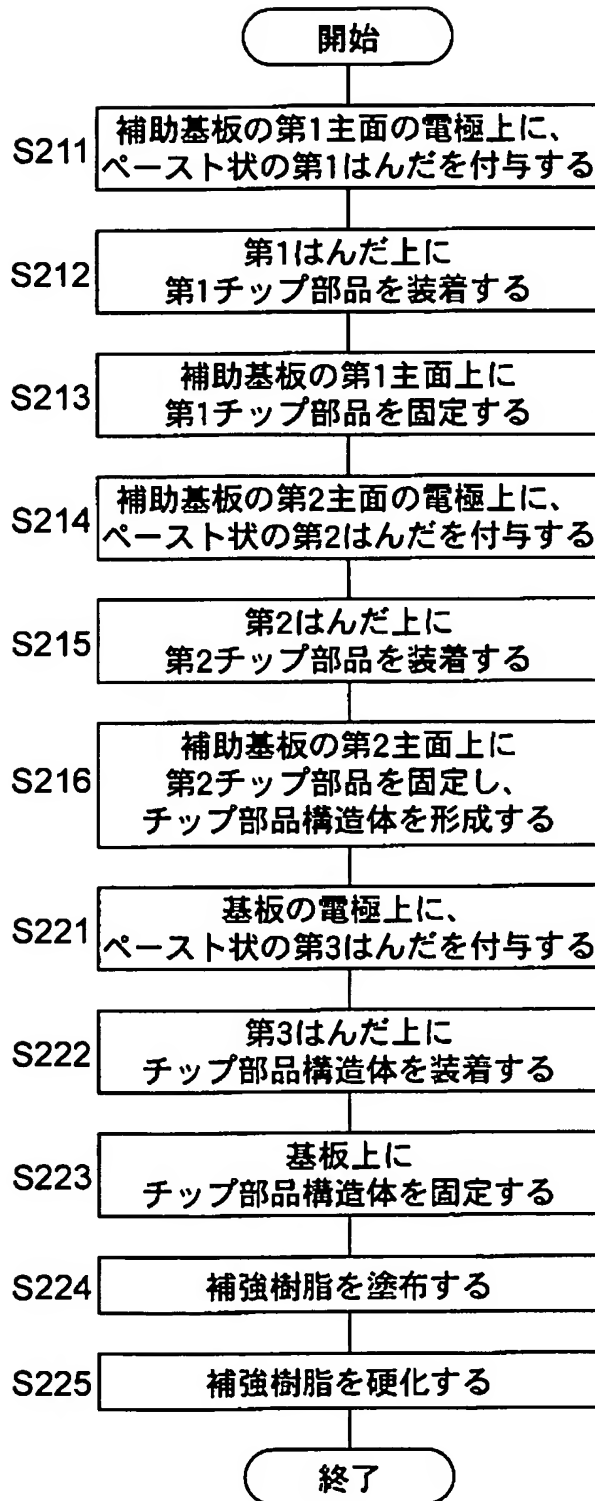 開始
S211
補助基板の第1主面の電極上に、
ペースト状の第1はんだを付与する
S212
第1はんだ上に
第1チップ部品を装着する
S213
補助基板の第1主面上に
第1チップ部品を固定する
S214
補助基板の第2主面の電極上に、
ペースト状の第2はんだを付与する
S215
第2はんだ上に
第2チップ部品を装着する
S216
補助基板の第2主面上に
第2チップ部品を固定し、
チップ部品構造体を形成する
S221
基板の電極上に、
ペースト状の第3はんだを付与する
S222
第3はんだ上に
チップ部品構造体を装着する
S223
基板上に
チップ部品構造体を固定する
S224
補強樹脂を塗布する
S225
補強樹脂を硬化する
終了